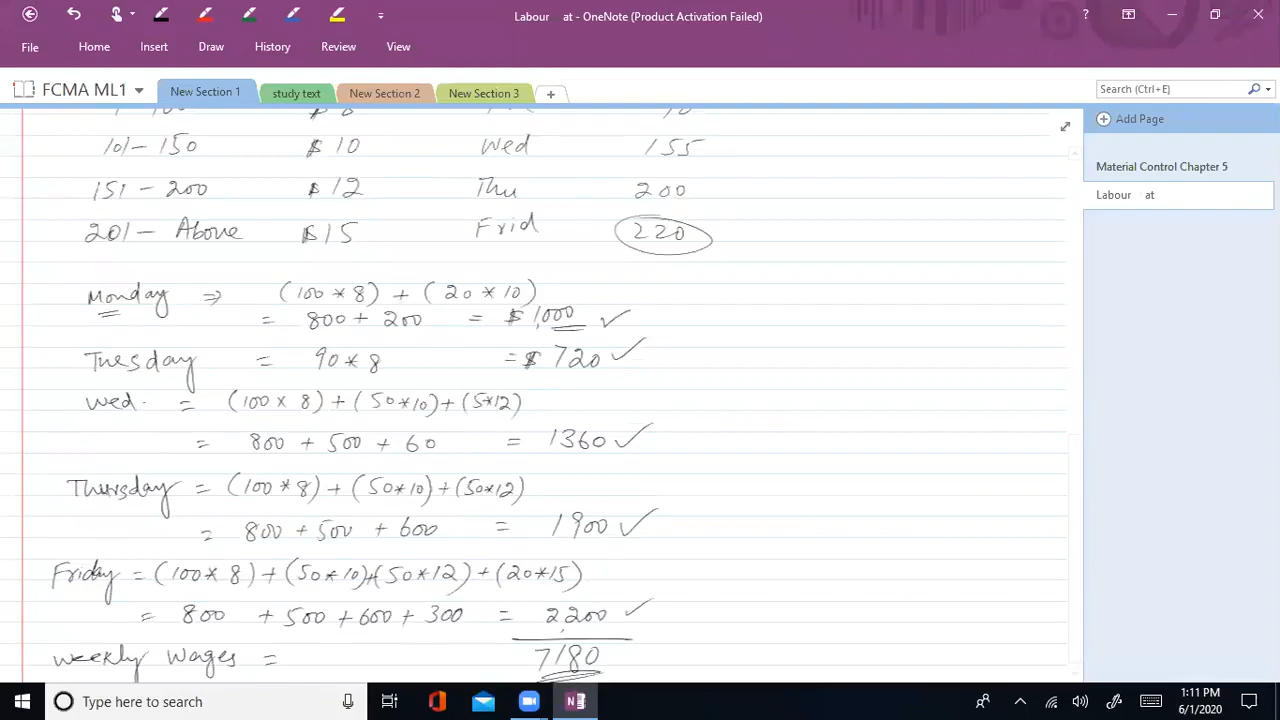 Labour at - OneNote (Product Activation Failed)
File Home Insert Draw History Review View
FCMA ML1 New Section 1 study text New Section 2 New Section 3
Search (Ctrl+E)
Add Page
Material Control Chapter 5
Labour at
101 - 150 $ 10 Wed 155
151 - 200 $ 12 Thu 200
201 - Above $ 15 Frid 220
Monday ⇒ (100 * 8) + (20 * 10)
= 800 + 200 = $ 1,000 ✓
Tuesday = 90 * 8 = $ 720 ✓
Wed. = (100 × 8) + (50*10) + (5*12)
= 800 + 500 + 60 = 1360 ✓
Thursday = (100 * 8) + (50*10) + (50*12)
= 800 + 500 + 600 = 1900 ✓
Friday = (100 * 8) + (50*10)+(50*12) + (20*15)
= 800 + 500 + 600 + 300 = 2,200 ✓
weekly wages = 7180
Type here to search
1:11 PM
6/1/2020